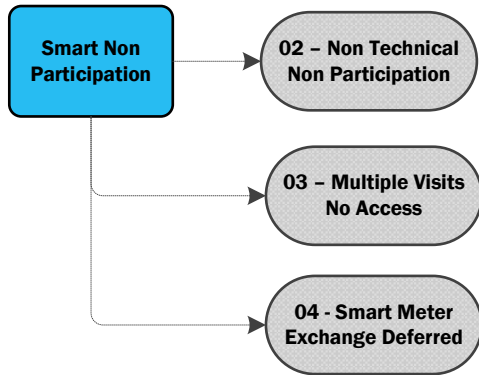 Smart Non
Participation
02 – Non Technical
Non Participation
03 – Multiple Visits
No Access
04 - Smart Meter
Exchange Deferred